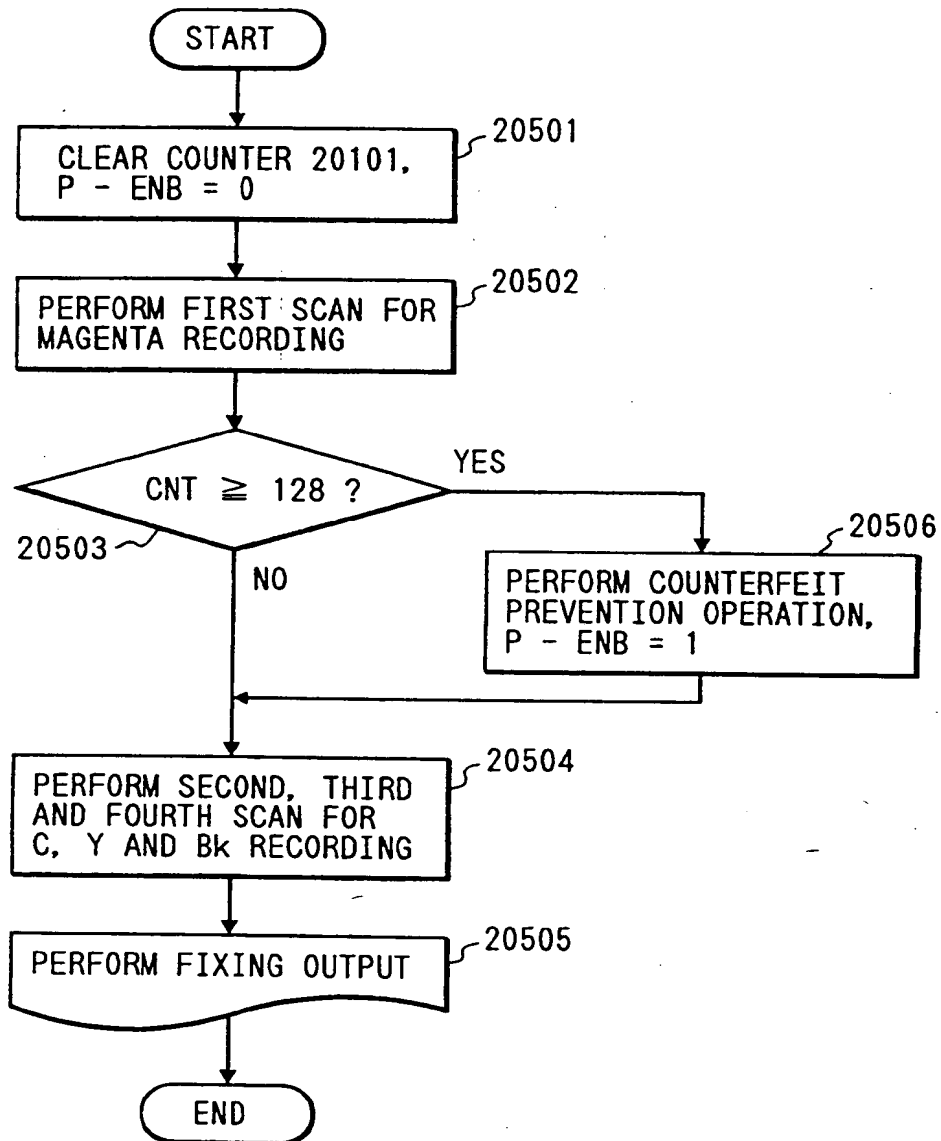 START
20501
CLEAR COUNTER 20101,
P - ENB = 0
20502
PERFORM FIRST SCAN FOR
MAGENTA RECORDING
CNT ≧ 128 ?
YES
20503
NO
20506
PERFORM COUNTERFEIT
PREVENTION OPERATION,
P - ENB = 1
20504
PERFORM SECOND, THIRD
AND FOURTH SCAN FOR
C, Y AND Bk RECORDING
20505
PERFORM FIXING OUTPUT
END